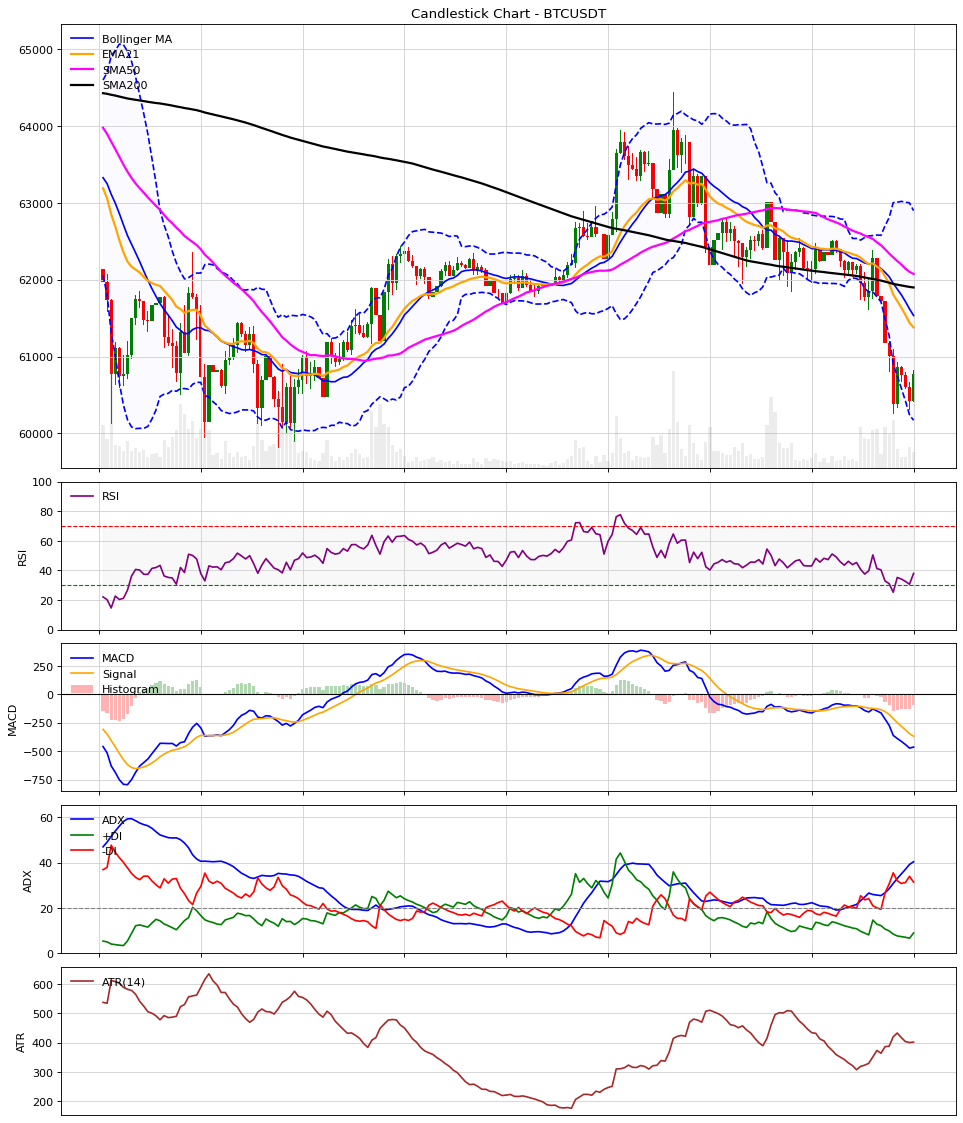 Candlestick Chart - BTCUSDT
65000
64000
63000
62000
61000
60000
Bollinger MA
EMA21
SMA50
SMA200
100
80
60
40
20
0
RSI
RSI
250
0
−250
−500
−750
MACD
MACD
Signal
Histogram
60
40
20
0
ADX
ADX
+DI
-DI
600
500
400
300
200
ATR
ATR(14)